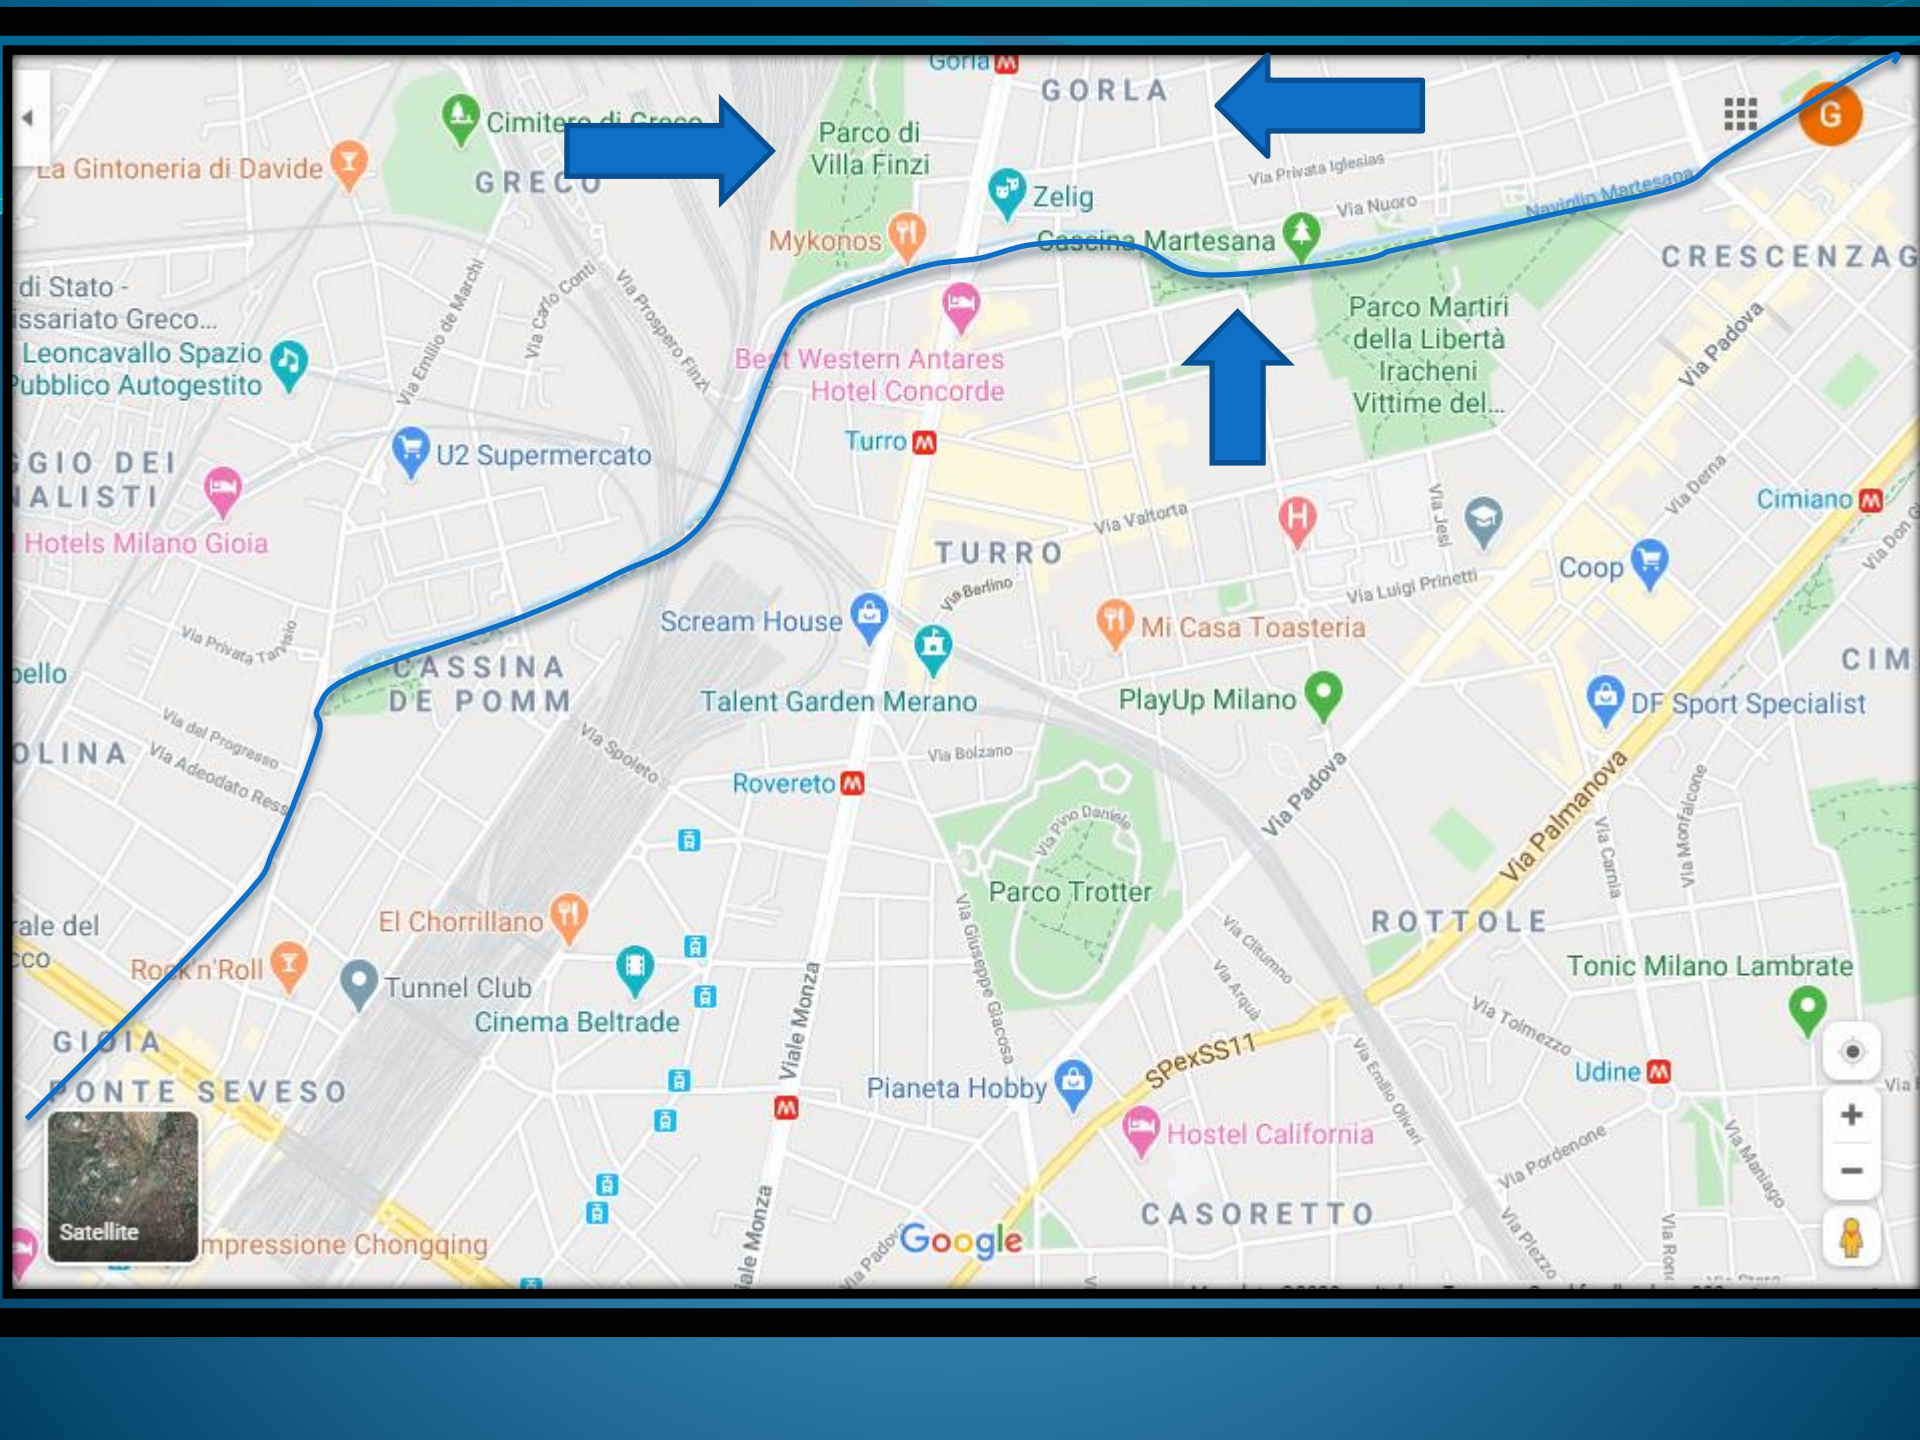 Gorla
GORLA
Cimitero di Greco
G
Parco di
Villa Finzi
La Gintoneria di Davide
GRECO
Via Privata Iglesias
Zelig
Via Nuoro
Naviglio Martesana
Mykonos
Cascina Martesana
CRESCENZAG
di Stato -
issariato Greco...
Leoncavallo Spazio
Pubblico Autogestito
Via Emilio de Marchi
Via Carlo Conti
Via Prospero Finzi
Best Western Antares
Hotel Concorde
Parco Martiri
della Libertà
Iracheni
Vittime del...
Via Padova
Turro
U2 Supermercato
GGIO DEI
NALISTI
Hotels Milano Gioia
Via Valtorta
Via Jesi
Via Derna
Cimiano
Via Don G
TURRO
Via Berlino
Coop
Via Luigi Prinetti
Scream House
Mi Casa Toasteria
Via Privata Tarvisio
bello
CASSINA
DE POMM
CIM
Talent Garden Merano
PlayUp Milano
DF Sport Specialist
Via del Progresso
OLINA
Via Adeodato Ress
Via Spoleto
Via Bolzano
Rovereto
Via Padova
Via Palmanova
Via Carnia
Via Monfalcone
Via Pino Daniele
Parco Trotter
rale del
cco
El Chorrillano
Via Giuseppe Giacosa
Via Clitumno
ROTTOLE
Rock'n'Roll
Tunnel Club
Via Arquà
Tonic Milano Lambrate
Cinema Beltrade
Viale Monza
Via Tolmezzo
GIOIA
PONTE SEVESO
SPexSS11
Via Emilio Olivari
Udine
Pianeta Hobby
Hostel California
Via Pordenone
Via Maniago
CASORETTO
Satellite
mpressione Chongqing
Viale Monza
Via Padova
Google
Via Plezzo